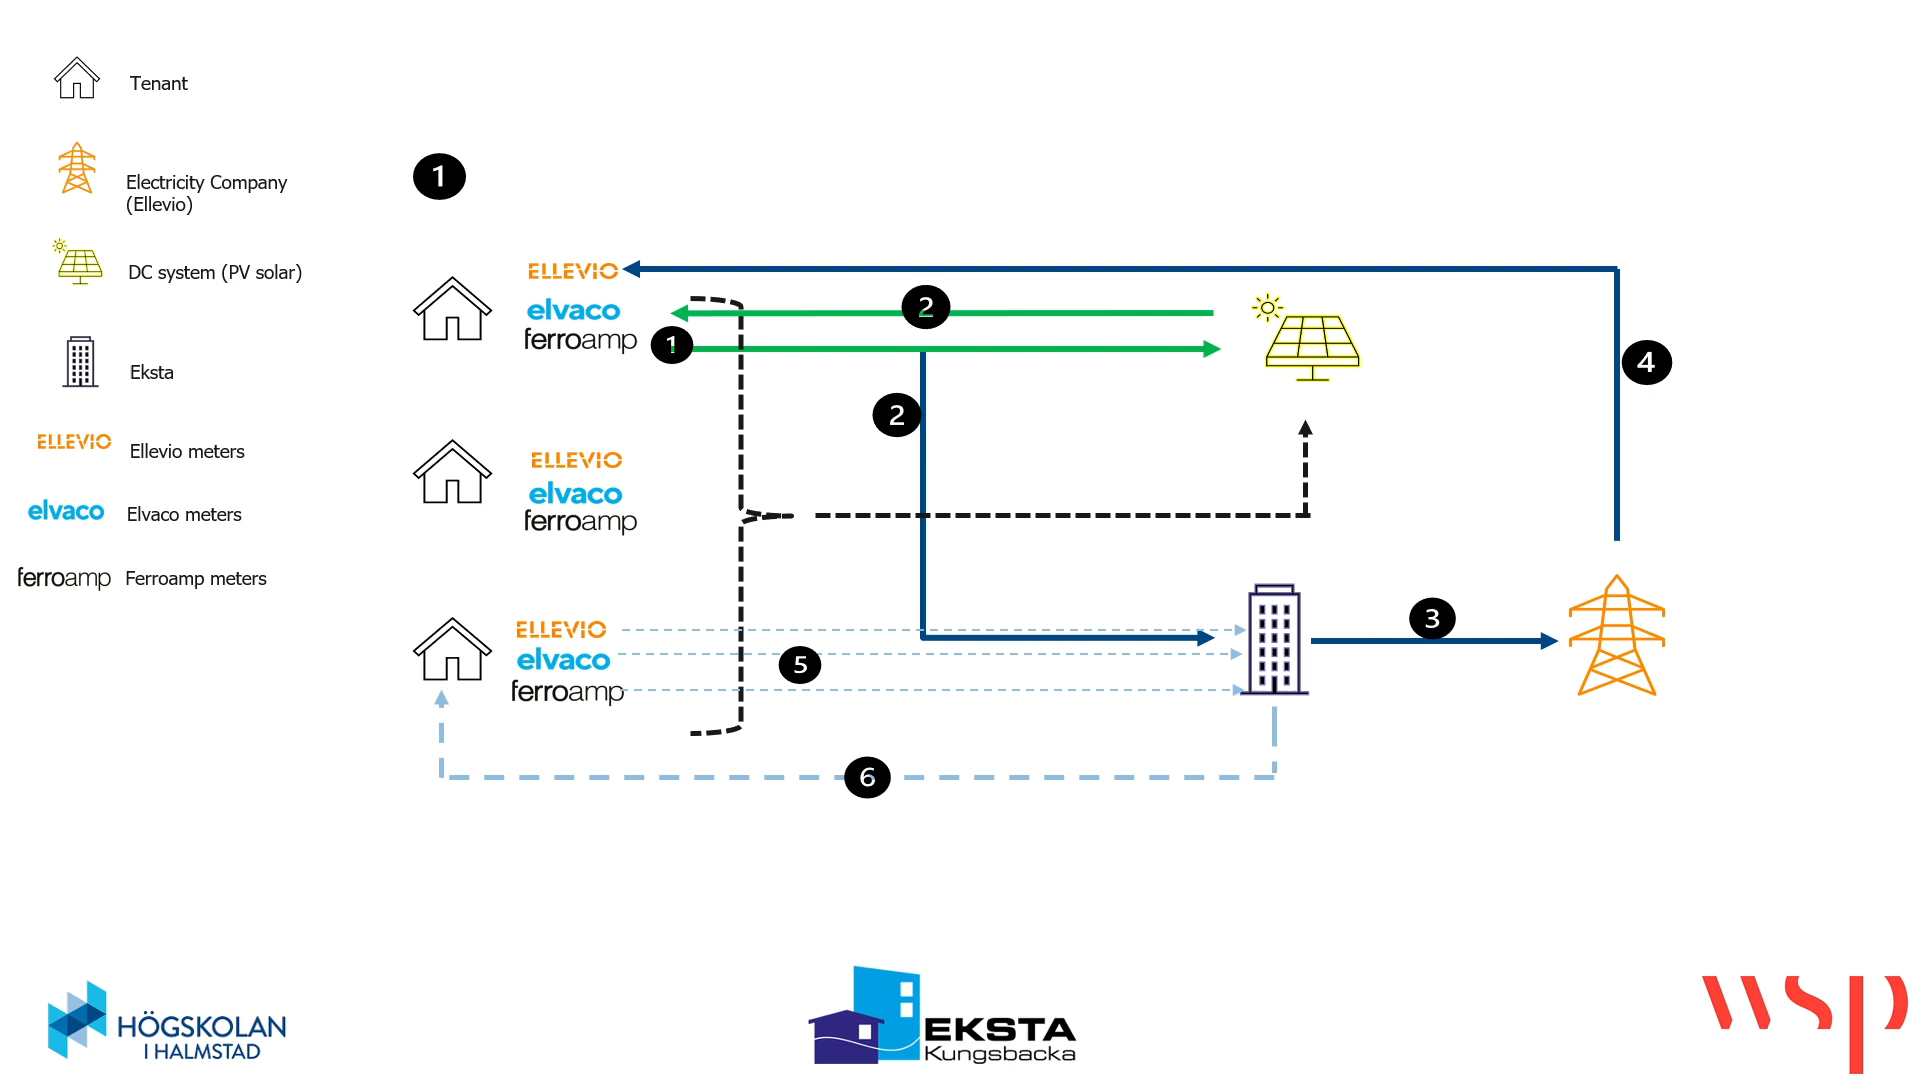 Tenant
Electricity Company
(Ellevio)
DC system (PV solar)
Eksta
ELLEVIO
Ellevio meters
elvaco
Elvaco meters
ferroamp
Ferroamp meters
1
ELLEVIO
elvaco
ferroamp
1
2
2
4
ELLEVIO
elvaco
ferroamp
ELLEVIO
elvaco
ferroamp
5
3
6
HÖGSKOLAN
I HALMSTAD
EKSTA
Kungsbacka
wsp